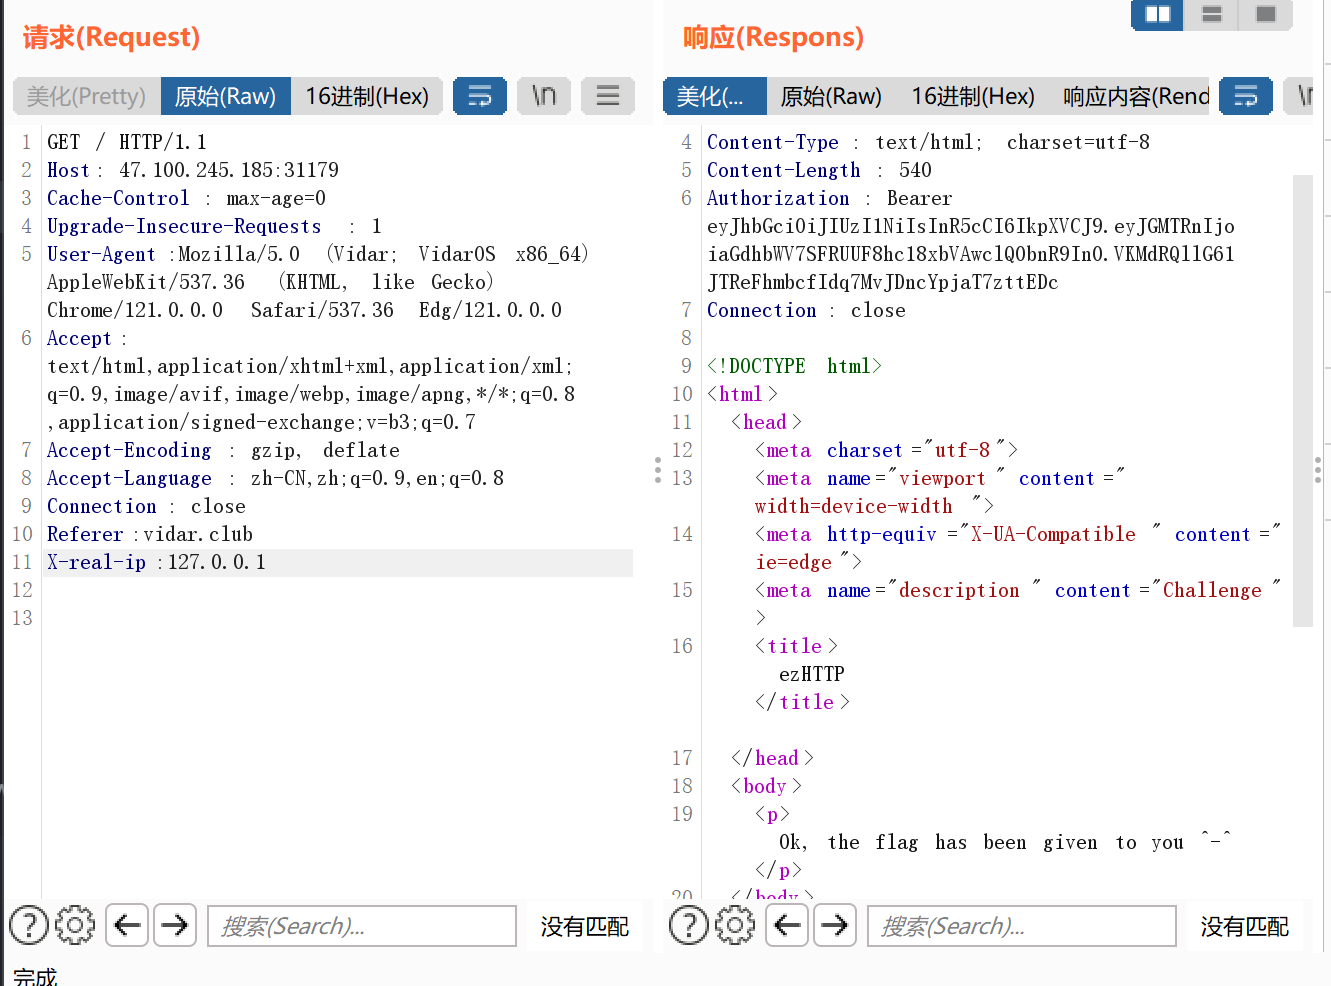 请求(Request)
美化(Pretty) 原始(Raw) 16进制(Hex) \n
1 GET / HTTP/1.1
2 Host: 47.100.245.185:31179
3 Cache-Control: max-age=0
4 Upgrade-Insecure-Requests: 1
5 User-Agent:Mozilla/5.0 (Vidar; VidarOS x86_64)
AppleWebKit/537.36 (KHTML, like Gecko)
Chrome/121.0.0.0 Safari/537.36 Edg/121.0.0.0
6 Accept:
text/html,application/xhtml+xml,application/xml;
q=0.9,image/avif,image/webp,image/apng,*/*;q=0.8
,application/signed-exchange;v=b3;q=0.7
7 Accept-Encoding: gzip, deflate
8 Accept-Language: zh-CN,zh;q=0.9,en;q=0.8
9 Connection: close
10 Referer:vidar.club
11 X-real-ip:127.0.0.1
12
13
搜索(Search)... 没有匹配
完成
响应(Respons)
美化(... 原始(Raw) 16进制(Hex) 响应内容(Rend
4 Content-Type: text/html; charset=utf-8
5 Content-Length: 540
6 Authorization: Bearer
eyJhbGciOiJIUzI1NiIsInR5cCI6IkpXVCJ9.eyJGMTRnIjo
iaGdhbWV7SFRUUF8hc18xbVAwclQ0bnR9In0.VKMdRQllG61
JTReFhmbcfIdq7MvJDncYpjaT7zttEDc
7 Connection: close
8
9 <!DOCTYPE html>
10 <html>
11 <head>
12 <meta charset="utf-8">
13 <meta name="viewport" content="
width=device-width">
14 <meta http-equiv="X-UA-Compatible" content="
ie=edge">
15 <meta name="description" content="Challenge"
>
16 <title>
ezHTTP
</title>
17 </head>
18 <body>
19 <p>
Ok, the flag has been given to you ^-^
</p>
20 </body>
搜索(Search)... 没有匹配